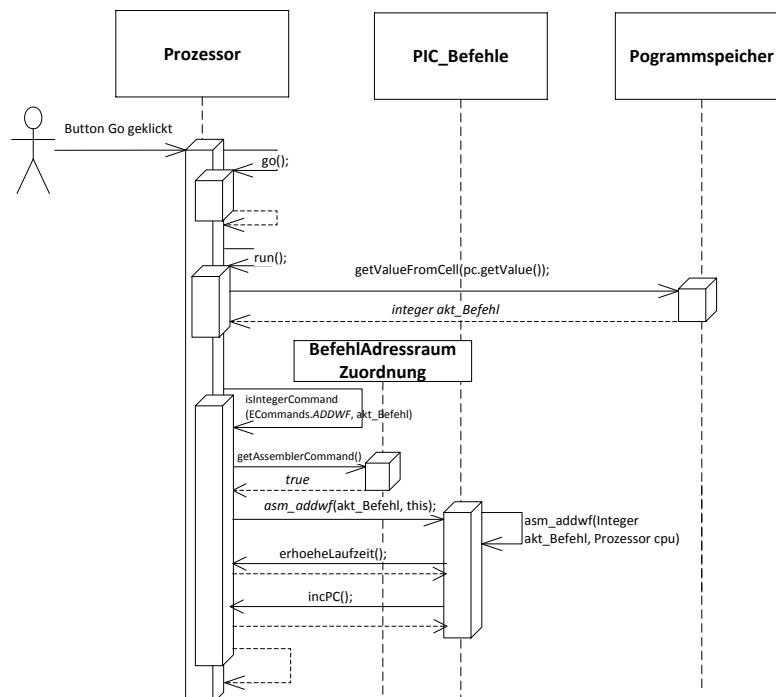 Prozessor
PIC_Befehle
Pogrammspeicher
Button Go geklickt
go();
run();
getValueFromCell(pc.getValue());
integer akt_Befehl
BefehlAdressraum
Zuordnung
isIntegerCommand
(ECommands.ADDWF, akt_Befehl)
getAssemblerCommand()
true
asm_addwf(akt_Befehl, this);
asm_addwf(Integer
akt_Befehl, Prozessor cpu)
erhoeheLaufzeit();
incPC();